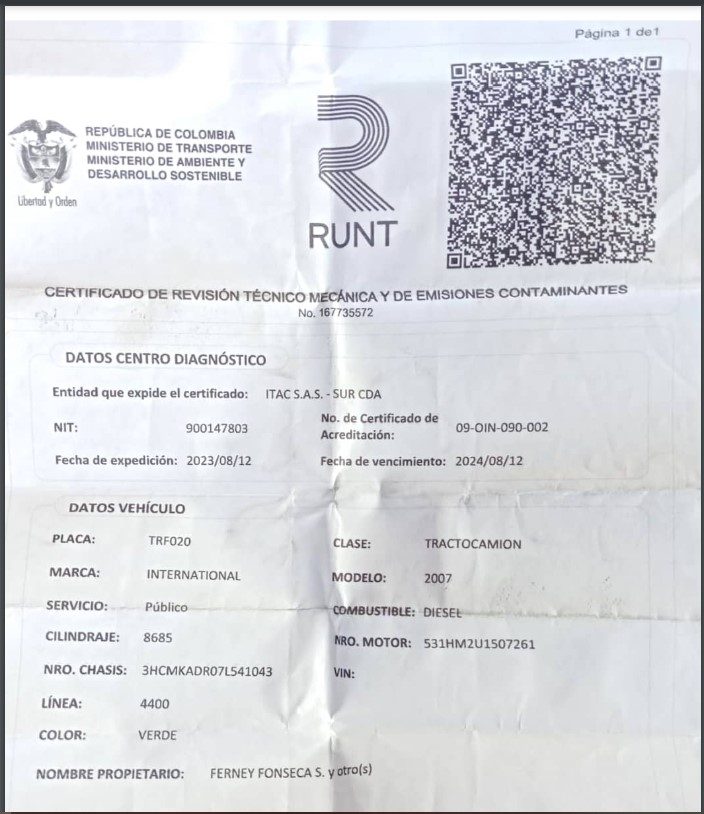 Página 1 de1
REPÚBLICA DE COLOMBIA
MINISTERIO DE TRANSPORTE
MINISTERIO DE AMBIENTE Y
DESARROLLO SOSTENIBLE
Libertad y Orden
RUNT
CERTIFICADO DE REVISIÓN TÉCNICO MECÁNICA Y DE EMISIONES CONTAMINANTES
No. 167735572
DATOS CENTRO DIAGNÓSTICO
Entidad que expide el certificado: ITAC S.A.S. - SUR CDA
NIT: 900147803 No. de Certificado de Acreditación: 09-OIN-090-002
Fecha de expedición: 2023/08/12 Fecha de vencimiento: 2024/08/12
DATOS VEHÍCULO
PLACA: TRF020 CLASE: TRACTOCAMION
MARCA: INTERNATIONAL MODELO: 2007
SERVICIO: Público COMBUSTIBLE: DIESEL
CILINDRAJE: 8685 NRO. MOTOR: 531HM2U1507261
NRO. CHASIS: 3HCMKADR07L541043 VIN:
LÍNEA: 4400
COLOR: VERDE
NOMBRE PROPIETARIO: FERNEY FONSECA S. y otro(s)